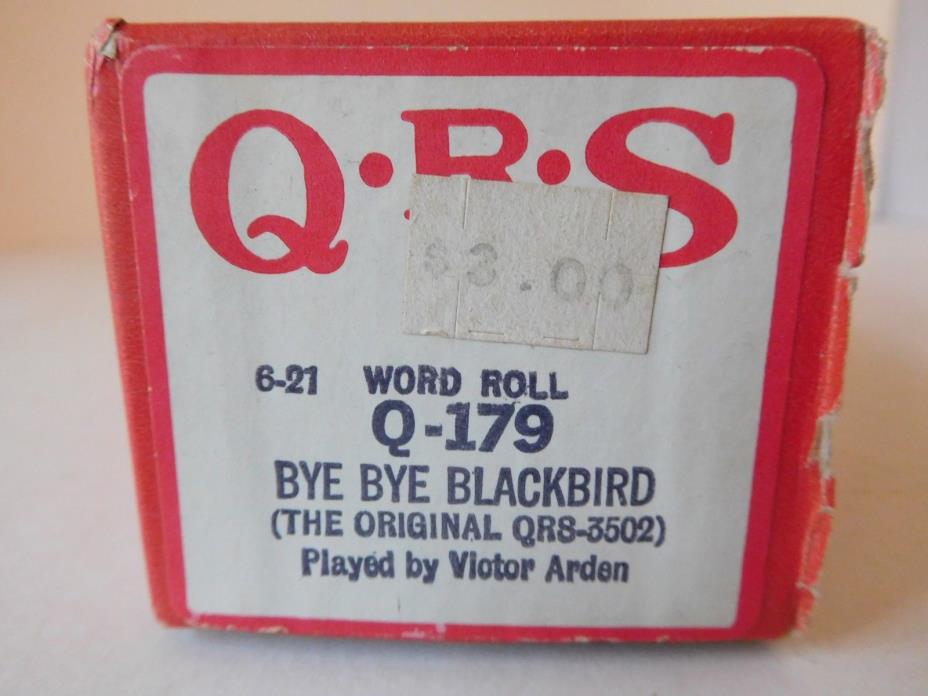 Q·R·S
$3.00
6-21 WORD ROLL
Q-179
BYE BYE BLACKBIRD
(THE ORIGINAL QRS-3502)
Played by Victor Arden